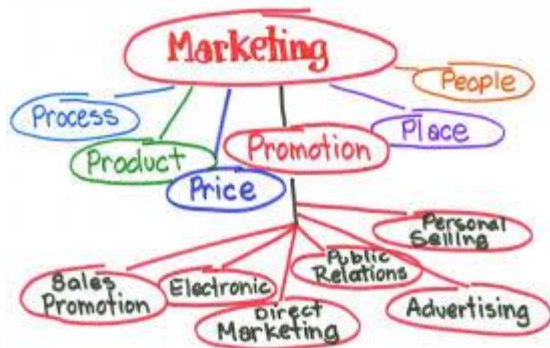 Marketing
People
Process
Place
Product
Promotion
Price
Personal
Selling
Public
Relations
Sales
Promotion
Electronic
Advertising
Direct
Marketing